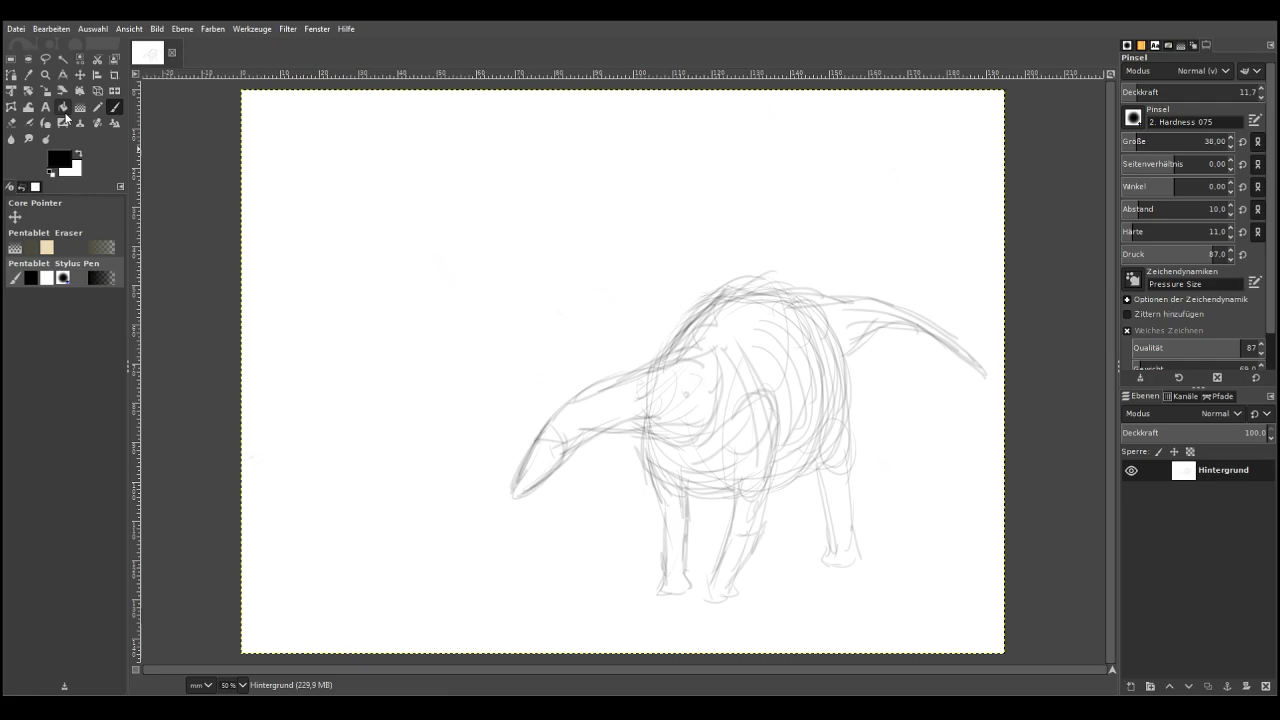 Datei Bearbeiten Auswahl Ansicht Bild Ebene Farben Werkzeuge Filter Fenster Hilfe
Core Pointer
Pentablet Eraser
Pentablet Stylus Pen
mm 50 % Hintergrund (229,9 MB)
Pinsel
Modus Normal (v)
Deckkraft 11,7
Pinsel
2. Hardness 075
Größe 38,00
Seitenverhältnis 0,00
Winkel 0,00
Abstand 10,0
Härte 11,0
Druck 87,0
Zeichendynamiken
Pressure Size
Optionen der Zeichendynamik
Zittern hinzufügen
Weiches Zeichnen
Qualität 87
Ebenen Kanäle Pfade
Modus Normal
Deckkraft 100,0
Sperre:
Hintergrund